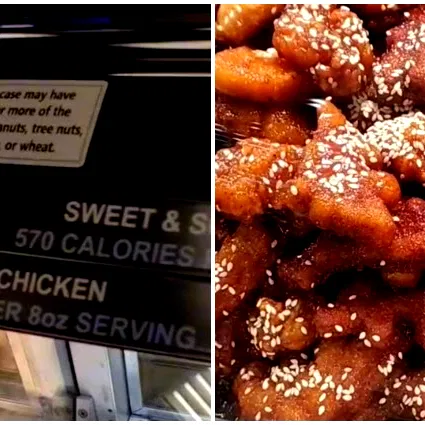 case may have
r more of the
anuts, tree nuts,
or wheat.
SWEET & S
570 CALORIES
CHICKEN
ER 8oz SERVING